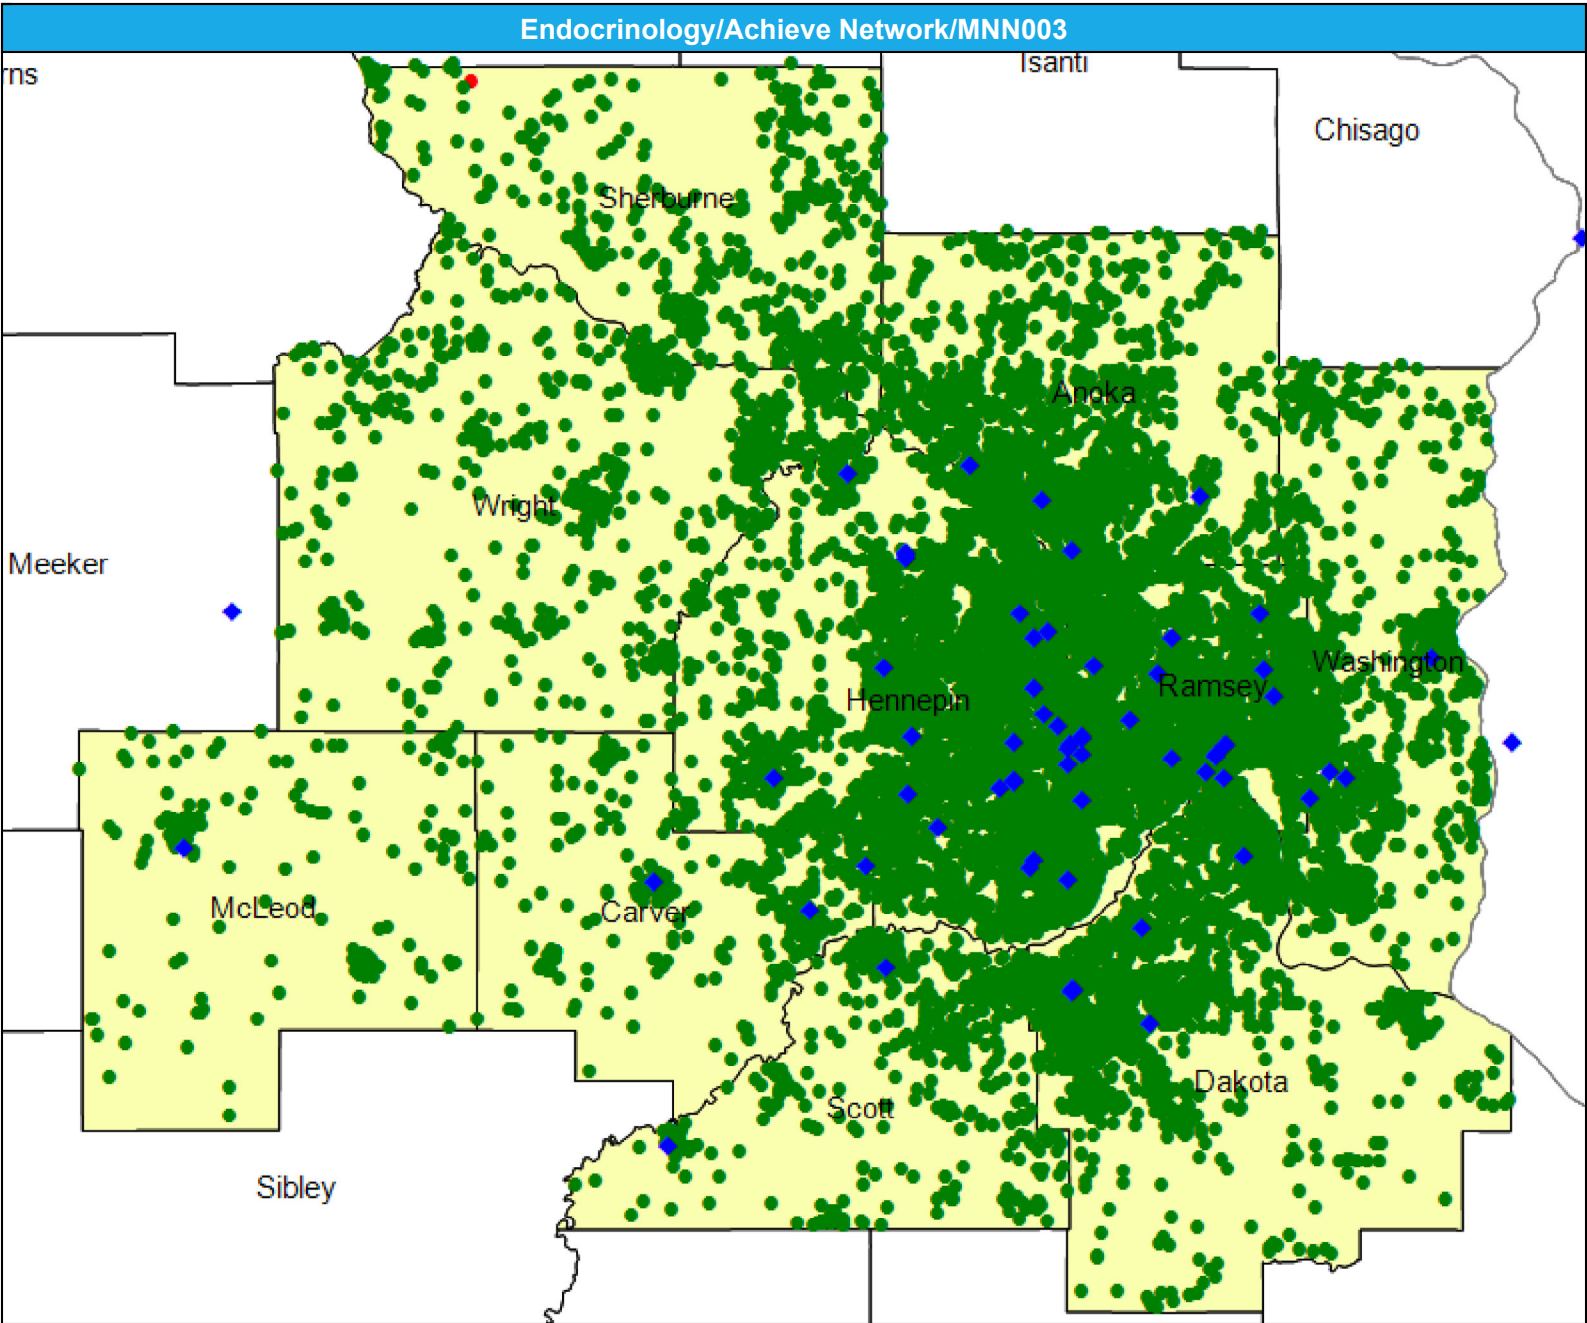 Endocrinology/Achieve Network/MNN003
rns
Isanti
Chisago
Sherburne
Anoka
Wright
Meeker
Washington
Ramsey
Hennepin
McLeod
Carver
Dakota
Scott
Sibley